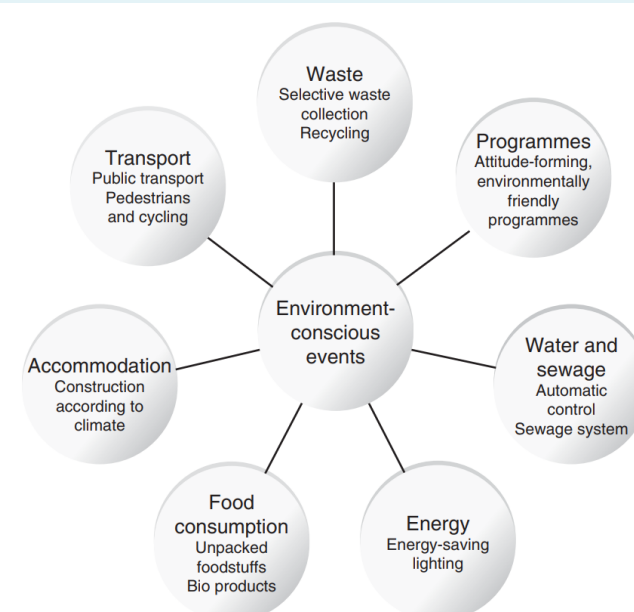 Waste
Selective waste
collection
Recycling
Programmes
Attitude-forming,
environmentally
friendly
programmes
Transport
Public transport
Pedestrians
and cycling
Environment-
conscious
events
Water and
sewage
Automatic
control
Sewage system
Accommodation
Construction
according to
climate
Food
consumption
Unpacked
foodstuffs
Bio products
Energy
Energy-saving
lighting